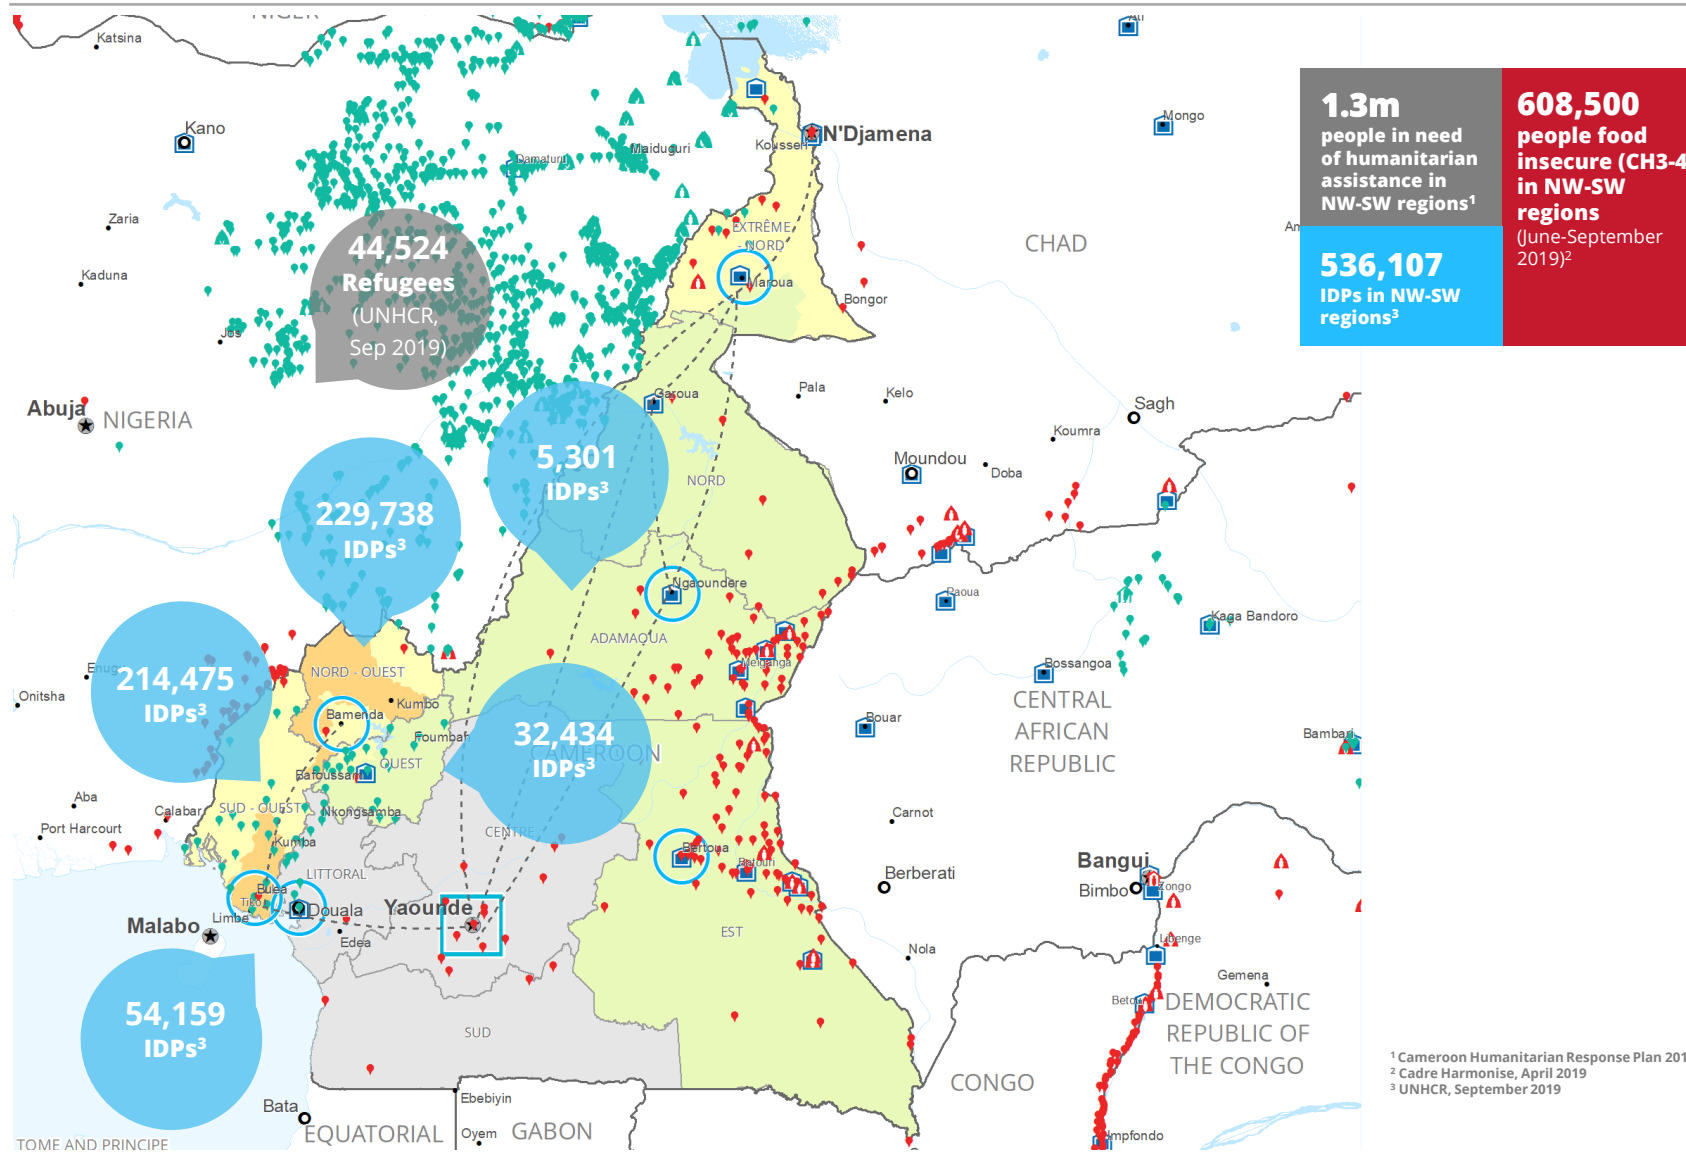 NIGER
Katsina
Ati
Kano
Maiduguri
Damaturu
Kousseri
N'Djamena
Mongo
1.3m
people in need
of humanitarian
assistance in
NW-SW regions¹
608,500
people food
insecure (CH3-4
in NW-SW
regions
(June-September
2019)²
536,107
IDPs in NW-SW
regions³
Zaria
Kaduna
Jos
44,524
Refugees
(UNHCR,
Sep 2019)
EXTRÊME
- NORD
Maroua
CHAD
Am
Bongor
Abuja
NIGERIA
Garoua
Pala
Kelo
Sagh
Koumra
Moundou
Doba
5,301
IDPs³
NORD
229,738
IDPs³
Ngaoundere
Paoua
Kaga Bandoro
ADAMAQUA
Meiganga
Bossangoa
Enugu
Onitsha
214,475
IDPs³
NORD - OUEST
Kumbo
Bamenda
Foumbah
32,434
IDPs³
CAMEROON
CENTRAL
AFRICAN
REPUBLIC
Bouar
Bambari
Bafoussam
OUEST
Aba
Calabar
SUD - OUEST
Nkongsamba
Port Harcourt
Kumba
CENTRE
Carnot
Bertoua
Batouri
Bangui
Bimbo
Zongo
Berberati
LITTORAL
Buea
Tiko
Limbe
Douala
Yaounde
Malabo
Edea
EST
Nola
Libenge
Gemena
54,159
IDPs³
SUD
Betou
DEMOCRATIC
REPUBLIC OF
THE CONGO
CONGO
¹ Cameroon Humanitarian Response Plan 201
² Cadre Harmonise, April 2019
³ UNHCR, September 2019
Bata
Ebebiyin
EQUATORIAL
Oyem
GABON
Impfondo
TOME AND PRINCIPE